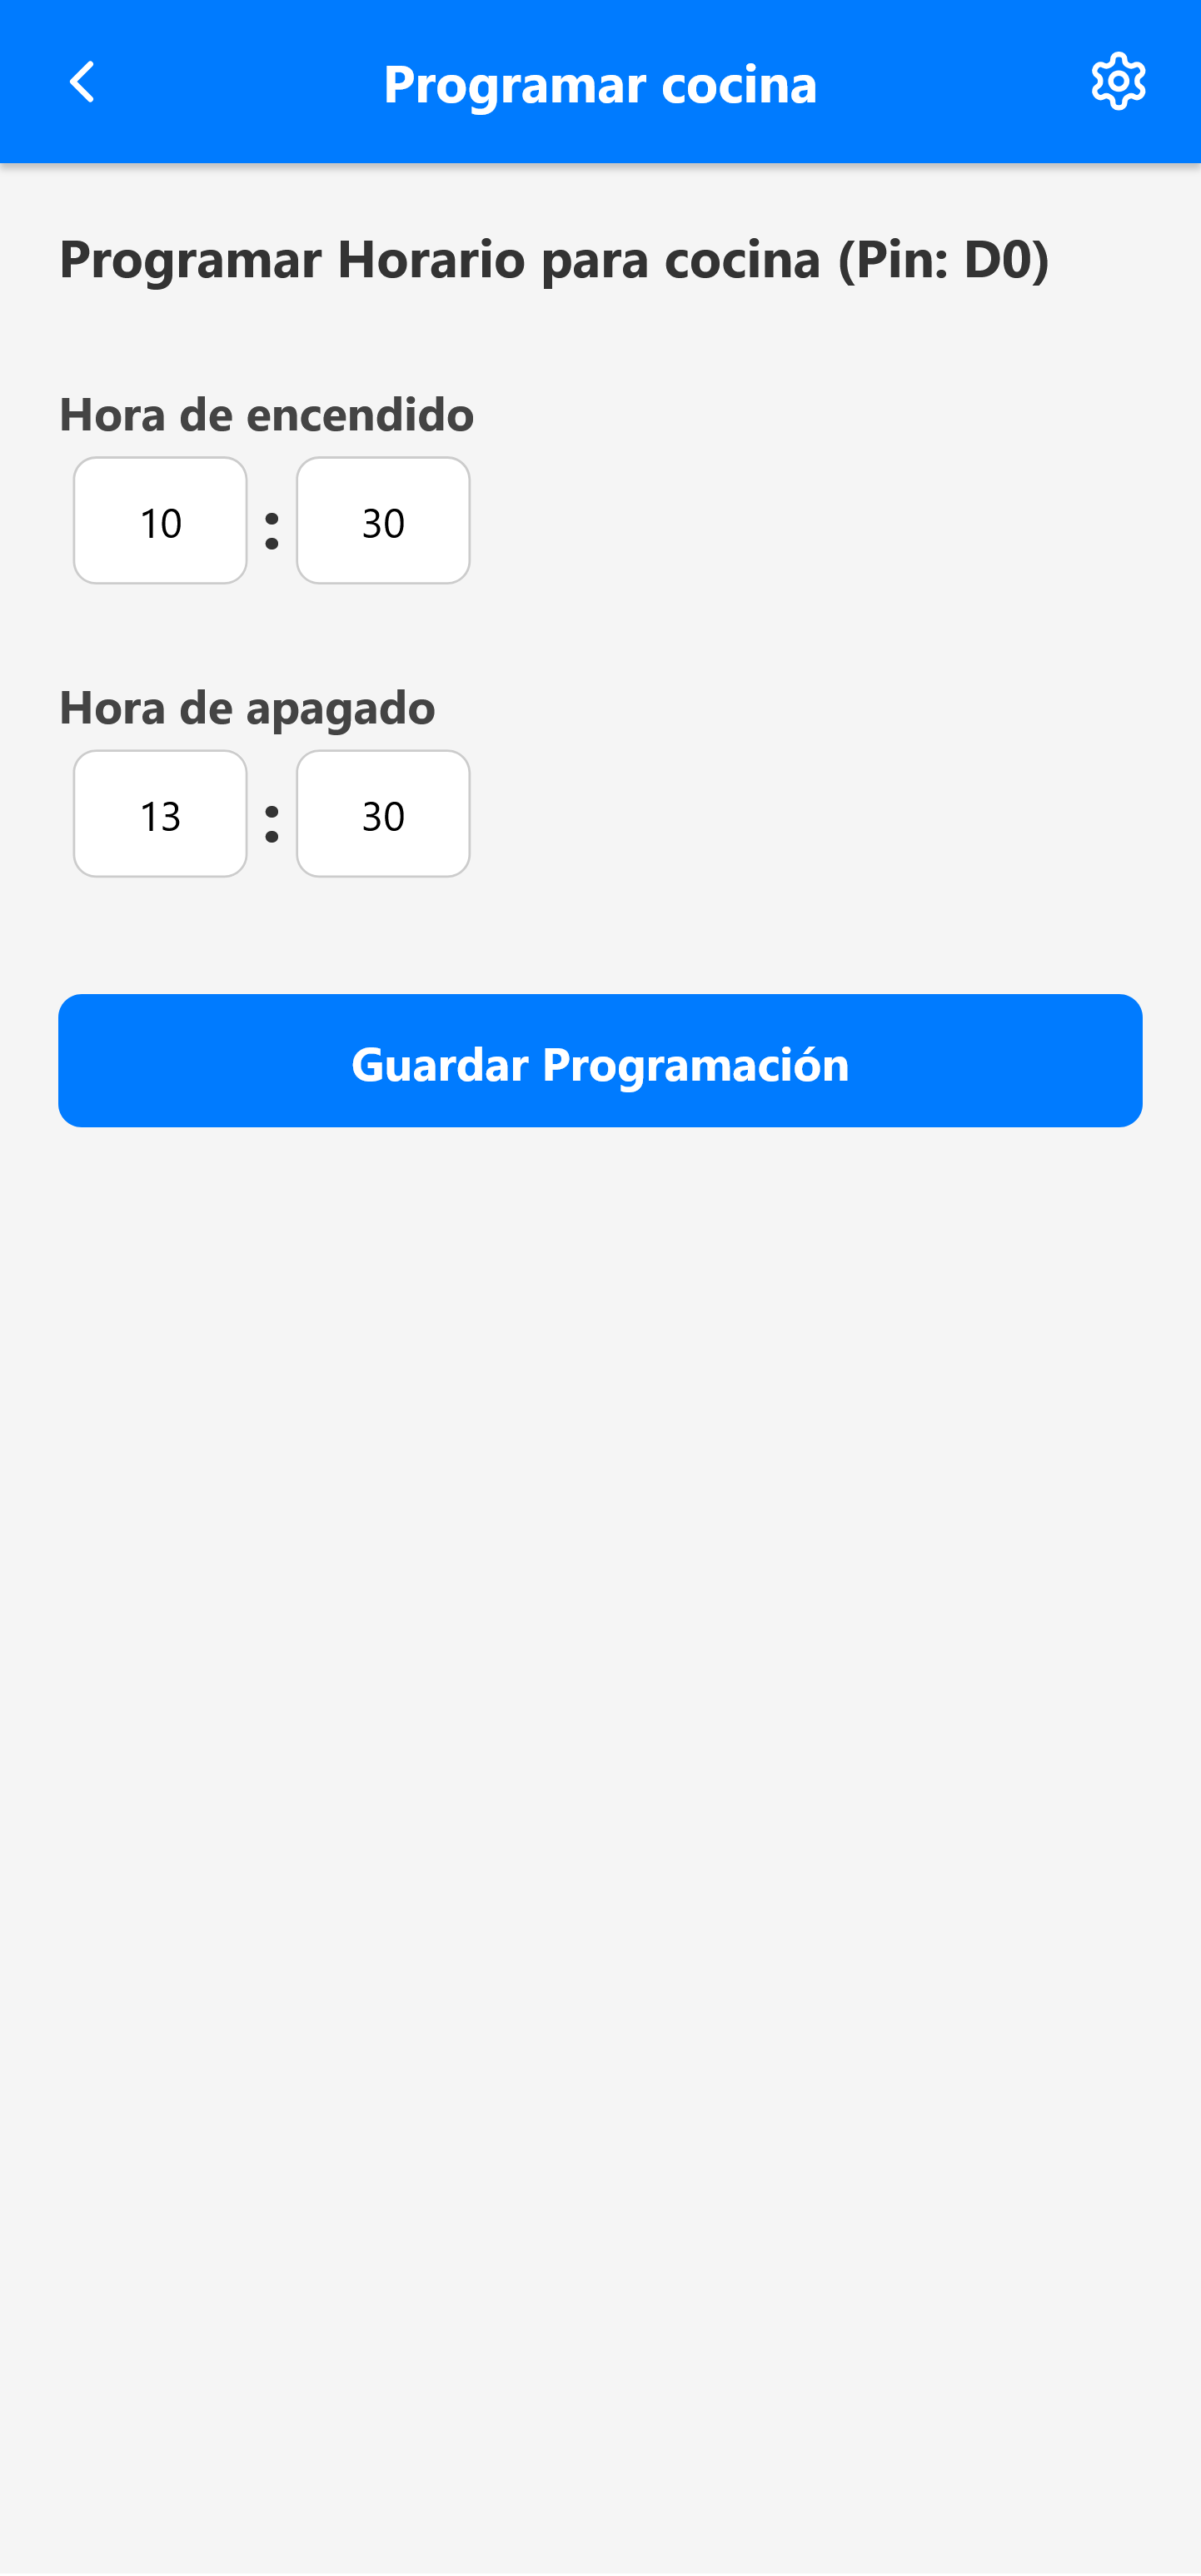 Programar cocina
Programar Horario para cocina (Pin: D0)
Hora de encendido
10 : 30
Hora de apagado
13 : 30
Guardar Programación